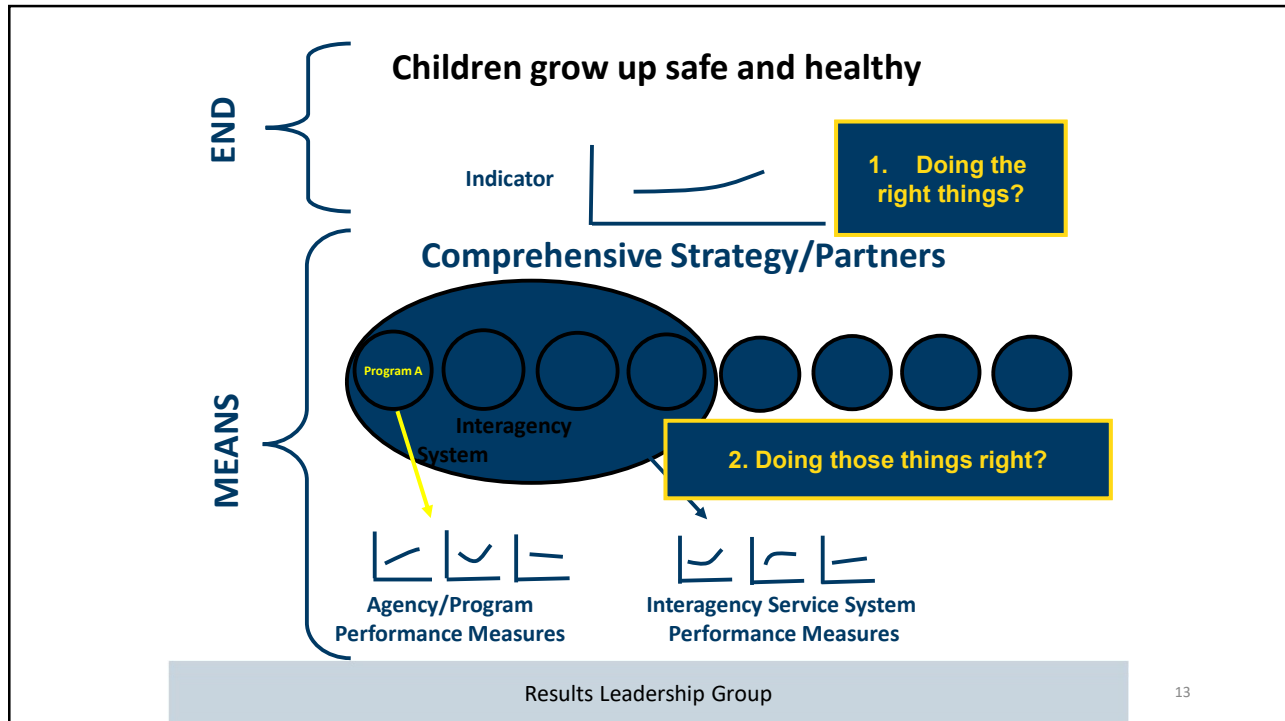 Children grow up safe and healthy
END
Indicator
1. Doing the
right things?
Comprehensive Strategy/Partners
MEANS
Program A
Interagency
System
2. Doing those things right?
Agency/Program
Performance Measures
Interagency Service System
Performance Measures
Results Leadership Group
13